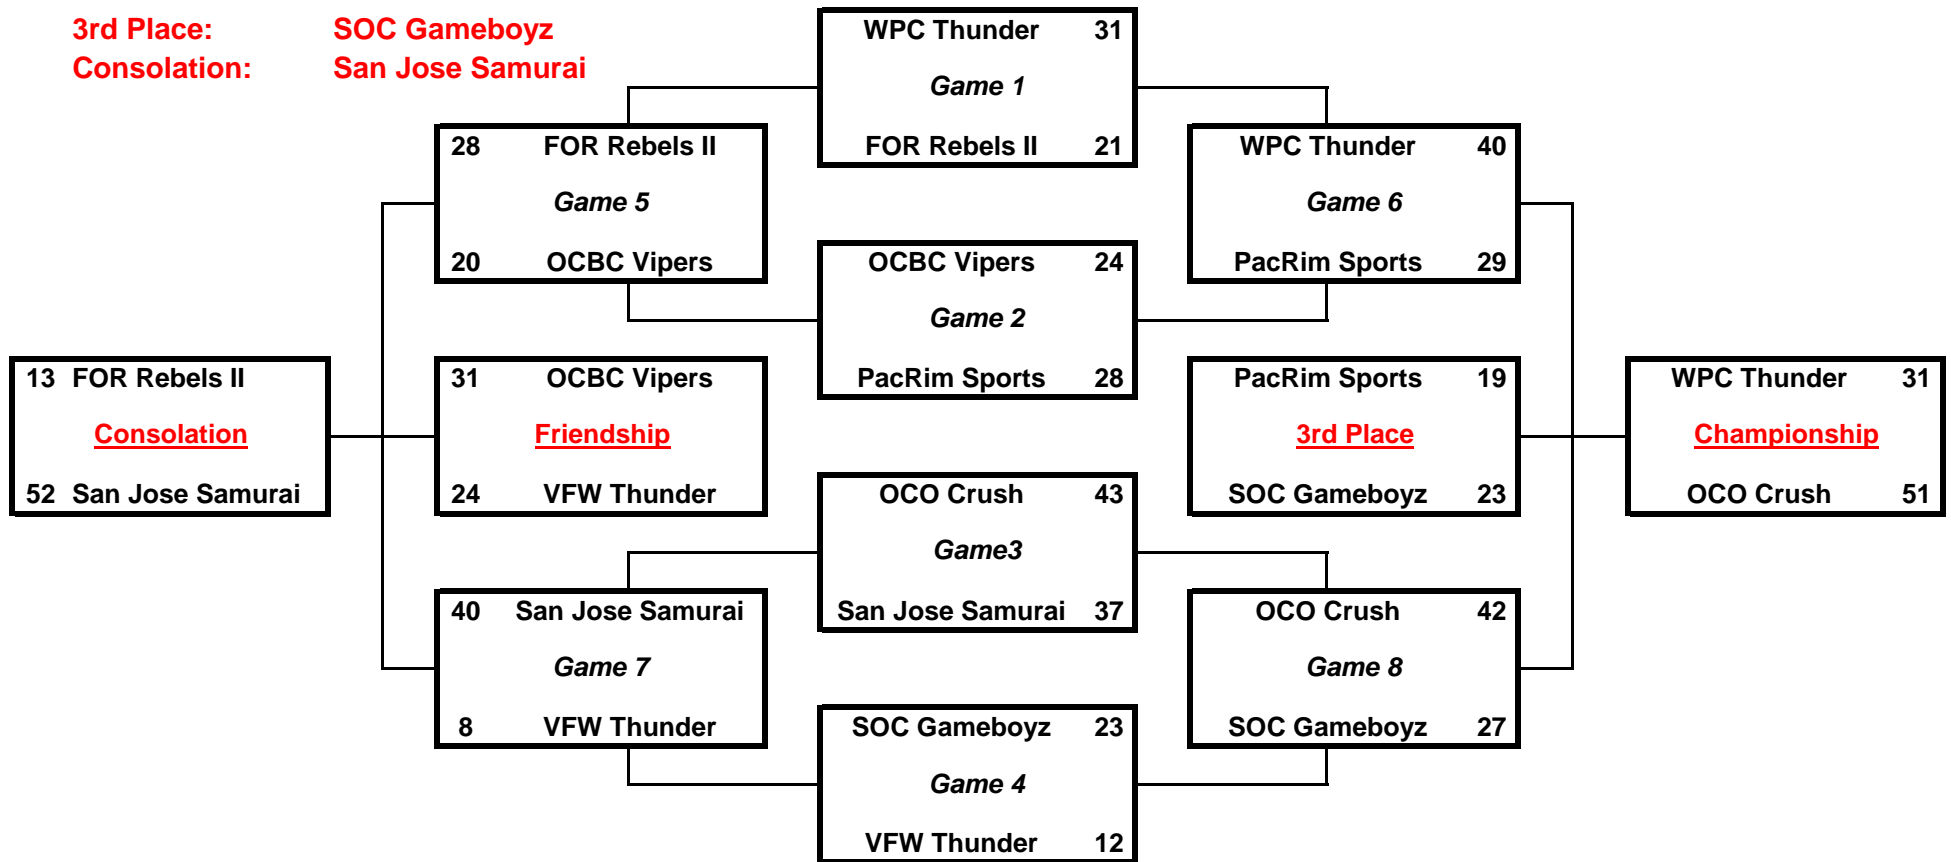 3rd Place: SOC Gameboyz
Consolation: San Jose Samurai
WPC Thunder 31
Game 1
FOR Rebels II 21
28 FOR Rebels II
Game 5
20 OCBC Vipers
WPC Thunder 40
Game 6
PacRim Sports 29
OCBC Vipers 24
Game 2
PacRim Sports 28
13 FOR Rebels II
Consolation
52 San Jose Samurai
31 OCBC Vipers
Friendship
24 VFW Thunder
PacRim Sports 19
3rd Place
SOC Gameboyz 23
WPC Thunder 31
Championship
OCO Crush 51
OCO Crush 43
Game3
San Jose Samurai 37
40 San Jose Samurai
Game 7
8 VFW Thunder
OCO Crush 42
Game 8
SOC Gameboyz 27
SOC Gameboyz 23
Game 4
VFW Thunder 12